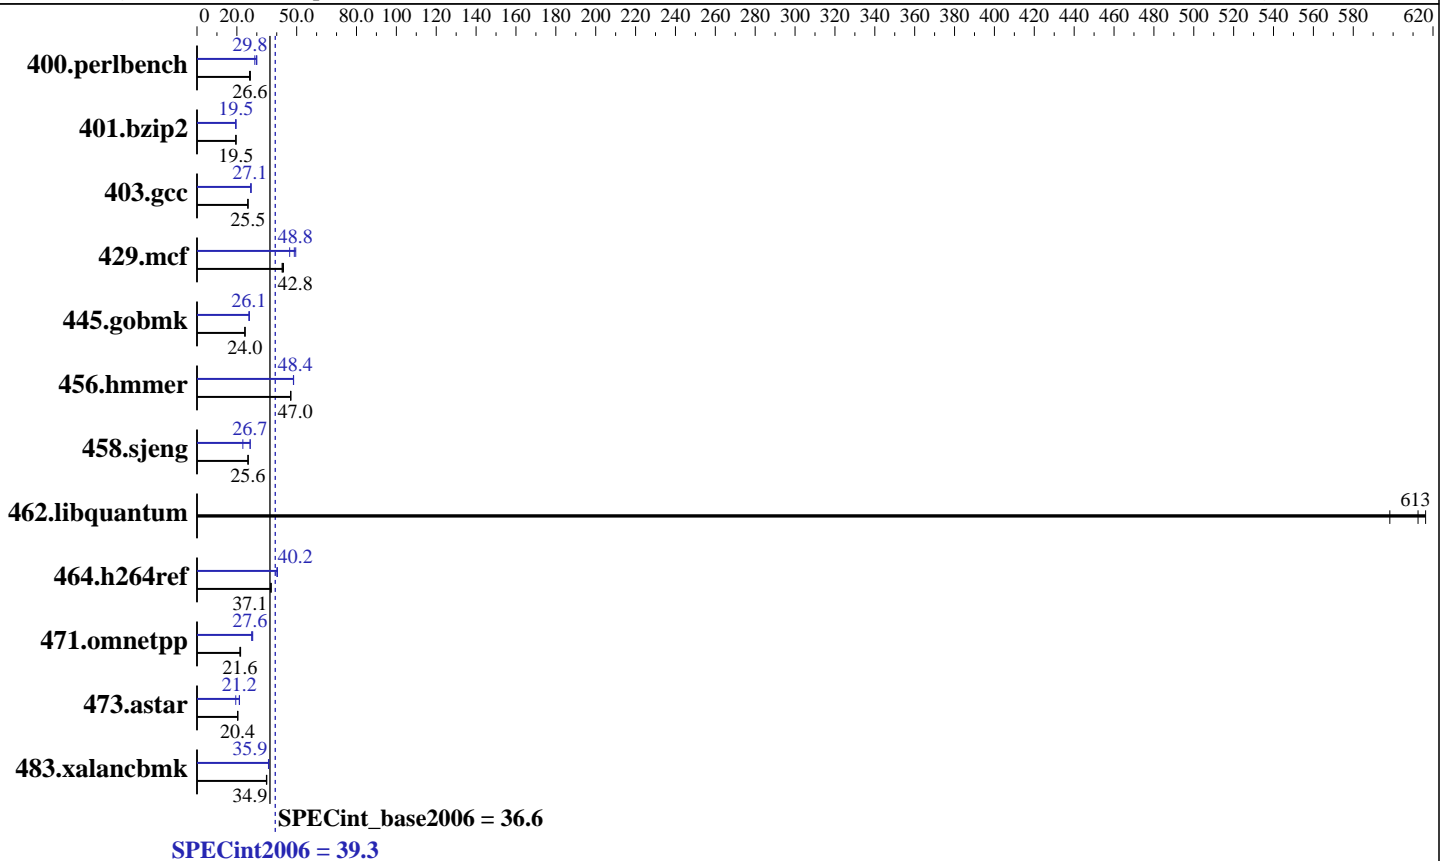 0 20.0 50.0 80.0 100 120 140 160 180 200 220 240 260 280 300 320 340 360 380 400 420 440 460 480 500 520 540 560 580 620
29.8
400.perlbench
26.6
19.5
401.bzip2
19.5
27.1
403.gcc
25.5
48.8
429.mcf
42.8
26.1
445.gobmk
24.0
48.4
456.hmmer
47.0
26.7
458.sjeng
25.6
613
462.libquantum
40.2
464.h264ref
37.1
27.6
471.omnetpp
21.6
21.2
473.astar
20.4
35.9
483.xalancbmk
34.9
SPECint_base2006 = 36.6
SPECint2006 = 39.3